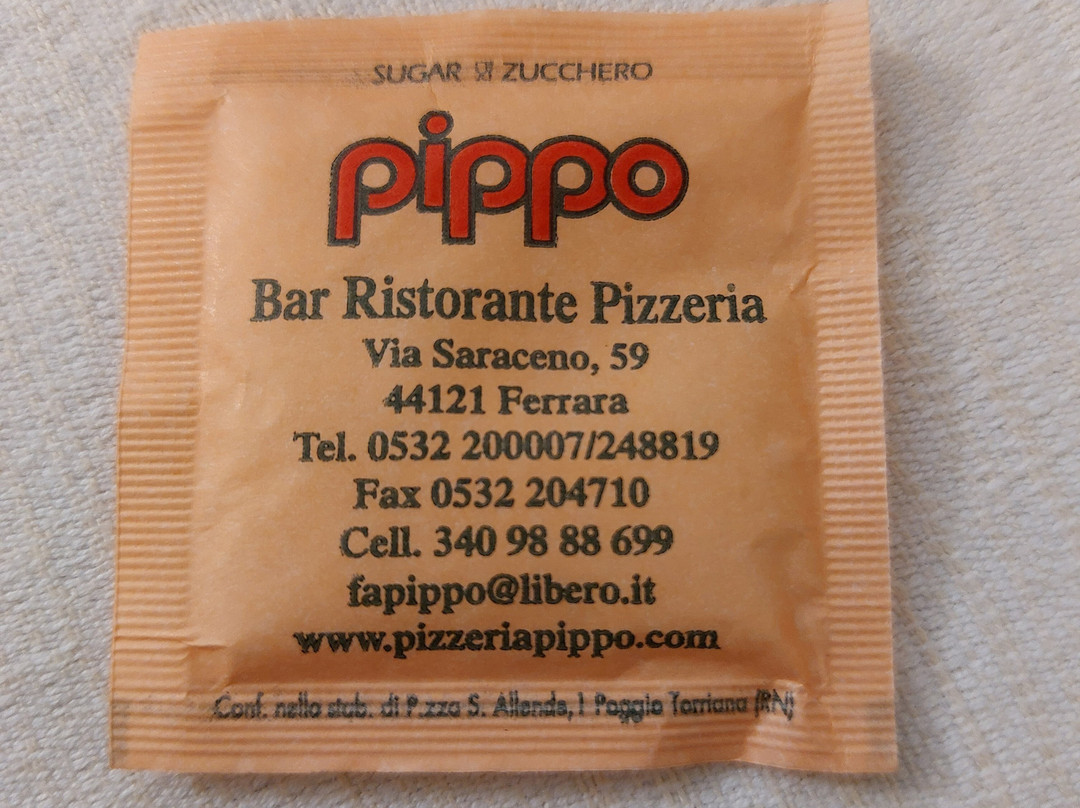 SUGAR ZUCCHERO
pippo
Bar Ristorante Pizzeria
Via Saraceno, 59
44121 Ferrara
Tel. 0532 200007/248819
Fax 0532 204710
Cell. 340 98 88 699
fapippo@libero.it
www.pizzeriapippo.com
Conf. nello stab. di P.zza S. Allende, 1 Poggio Torriana (RN)